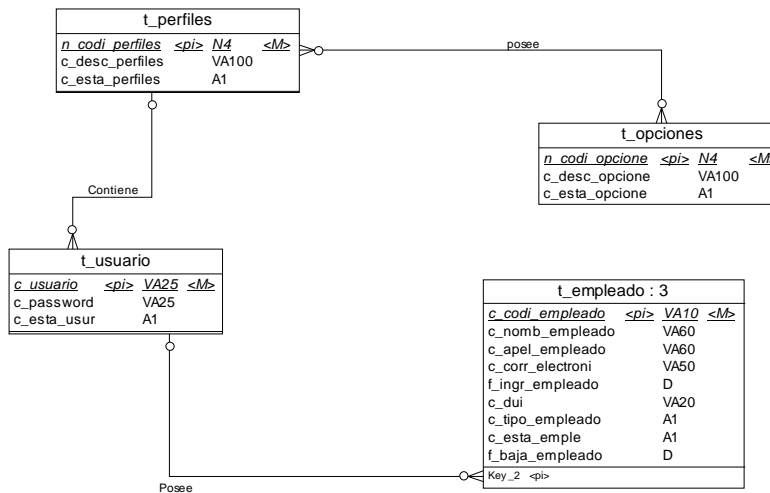 t_perfiles
n_codi_perfiles <pi> N4 <M>
c_desc_perfiles VA100
c_esta_perfiles A1
posee
t_opciones
n_codi_opcione <pi> N4 <M
c_desc_opcione VA100
c_esta_opcione A1
Contiene
t_usuario
c_usuario <pi> VA25 <M>
c_password VA25
c_esta_usur A1
t_empleado : 3
c_codi_empleado <pi> VA10 <M>
c_nomb_empleado VA60
c_apel_empleado VA60
c_corr_electroni VA50
f_ingr_empleado D
c_dui VA20
c_tipo_empleado A1
c_esta_emple A1
f_baja_empleado D
Key_2 <pi>
Posee